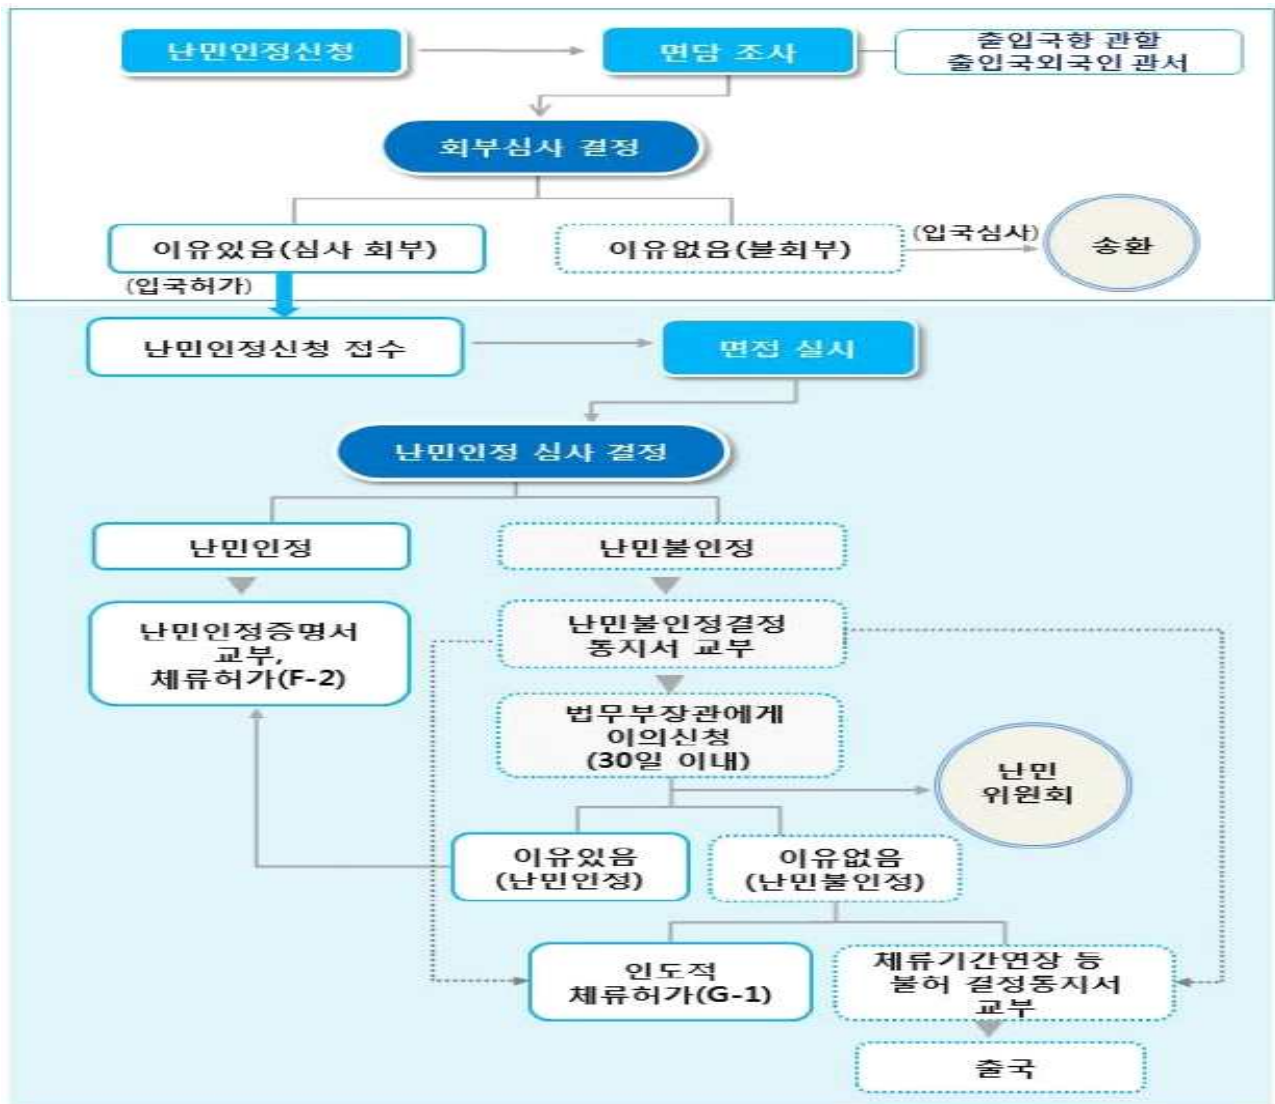 난민인정신청
면담 조사
출입국항 관할
출입국외국인 관서
회부심사 결정
이유있음(심사 회부)
이유없음(불회부)
(입국심사)
송환
(입국허가)
난민인정신청 접수
면접 실시
난민인정 심사 결정
난민인정
난민불인정
난민인정증명서
교부,
체류허가(F-2)
난민불인정결정
통지서 교부
법무부장관에게
이의신청
(30일 이내)
난민
위원회
이유있음
(난민인정)
이유없음
(난민불인정)
인도적
체류허가(G-1)
체류기간연장 등
불허 결정통지서
교부
출국